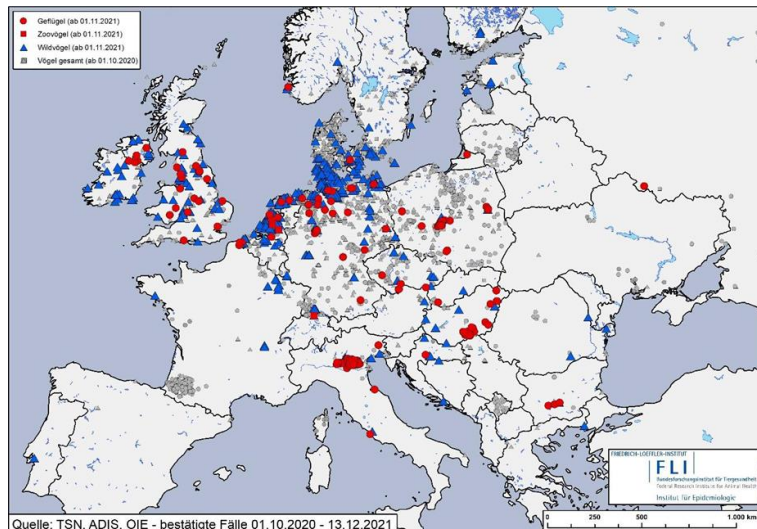 Geflügel (ab 01.11.2021)
Zoovögel (ab 01.11.2021)
Wildvögel (ab 01.11.2021)
Vögel gesamt (ab 01.10.2020)
FRIEDRICH-LOEFFLER-INSTITUT
FLI
Bundesforschungsinstitut für Tiergesundheit
Federal Research Institute for Animal Health
Institut für Epidemiologie
0 250 500 1.000 km
Quelle: TSN, ADIS, OIE - bestätigte Fälle 01.10.2020 - 13.12.2021